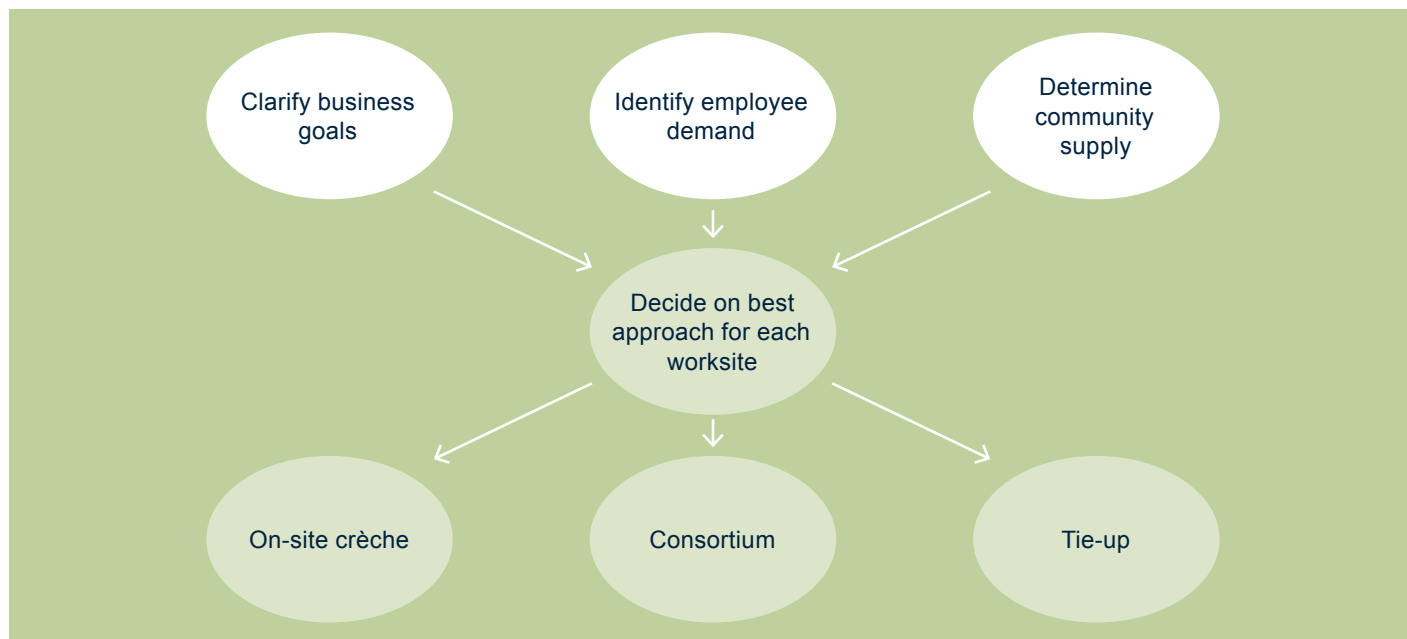 Clarify business
goals
Identify employee
demand
Determine
community
supply
Decide on best
approach for each
worksite
On-site crèche
Consortium
Tie-up